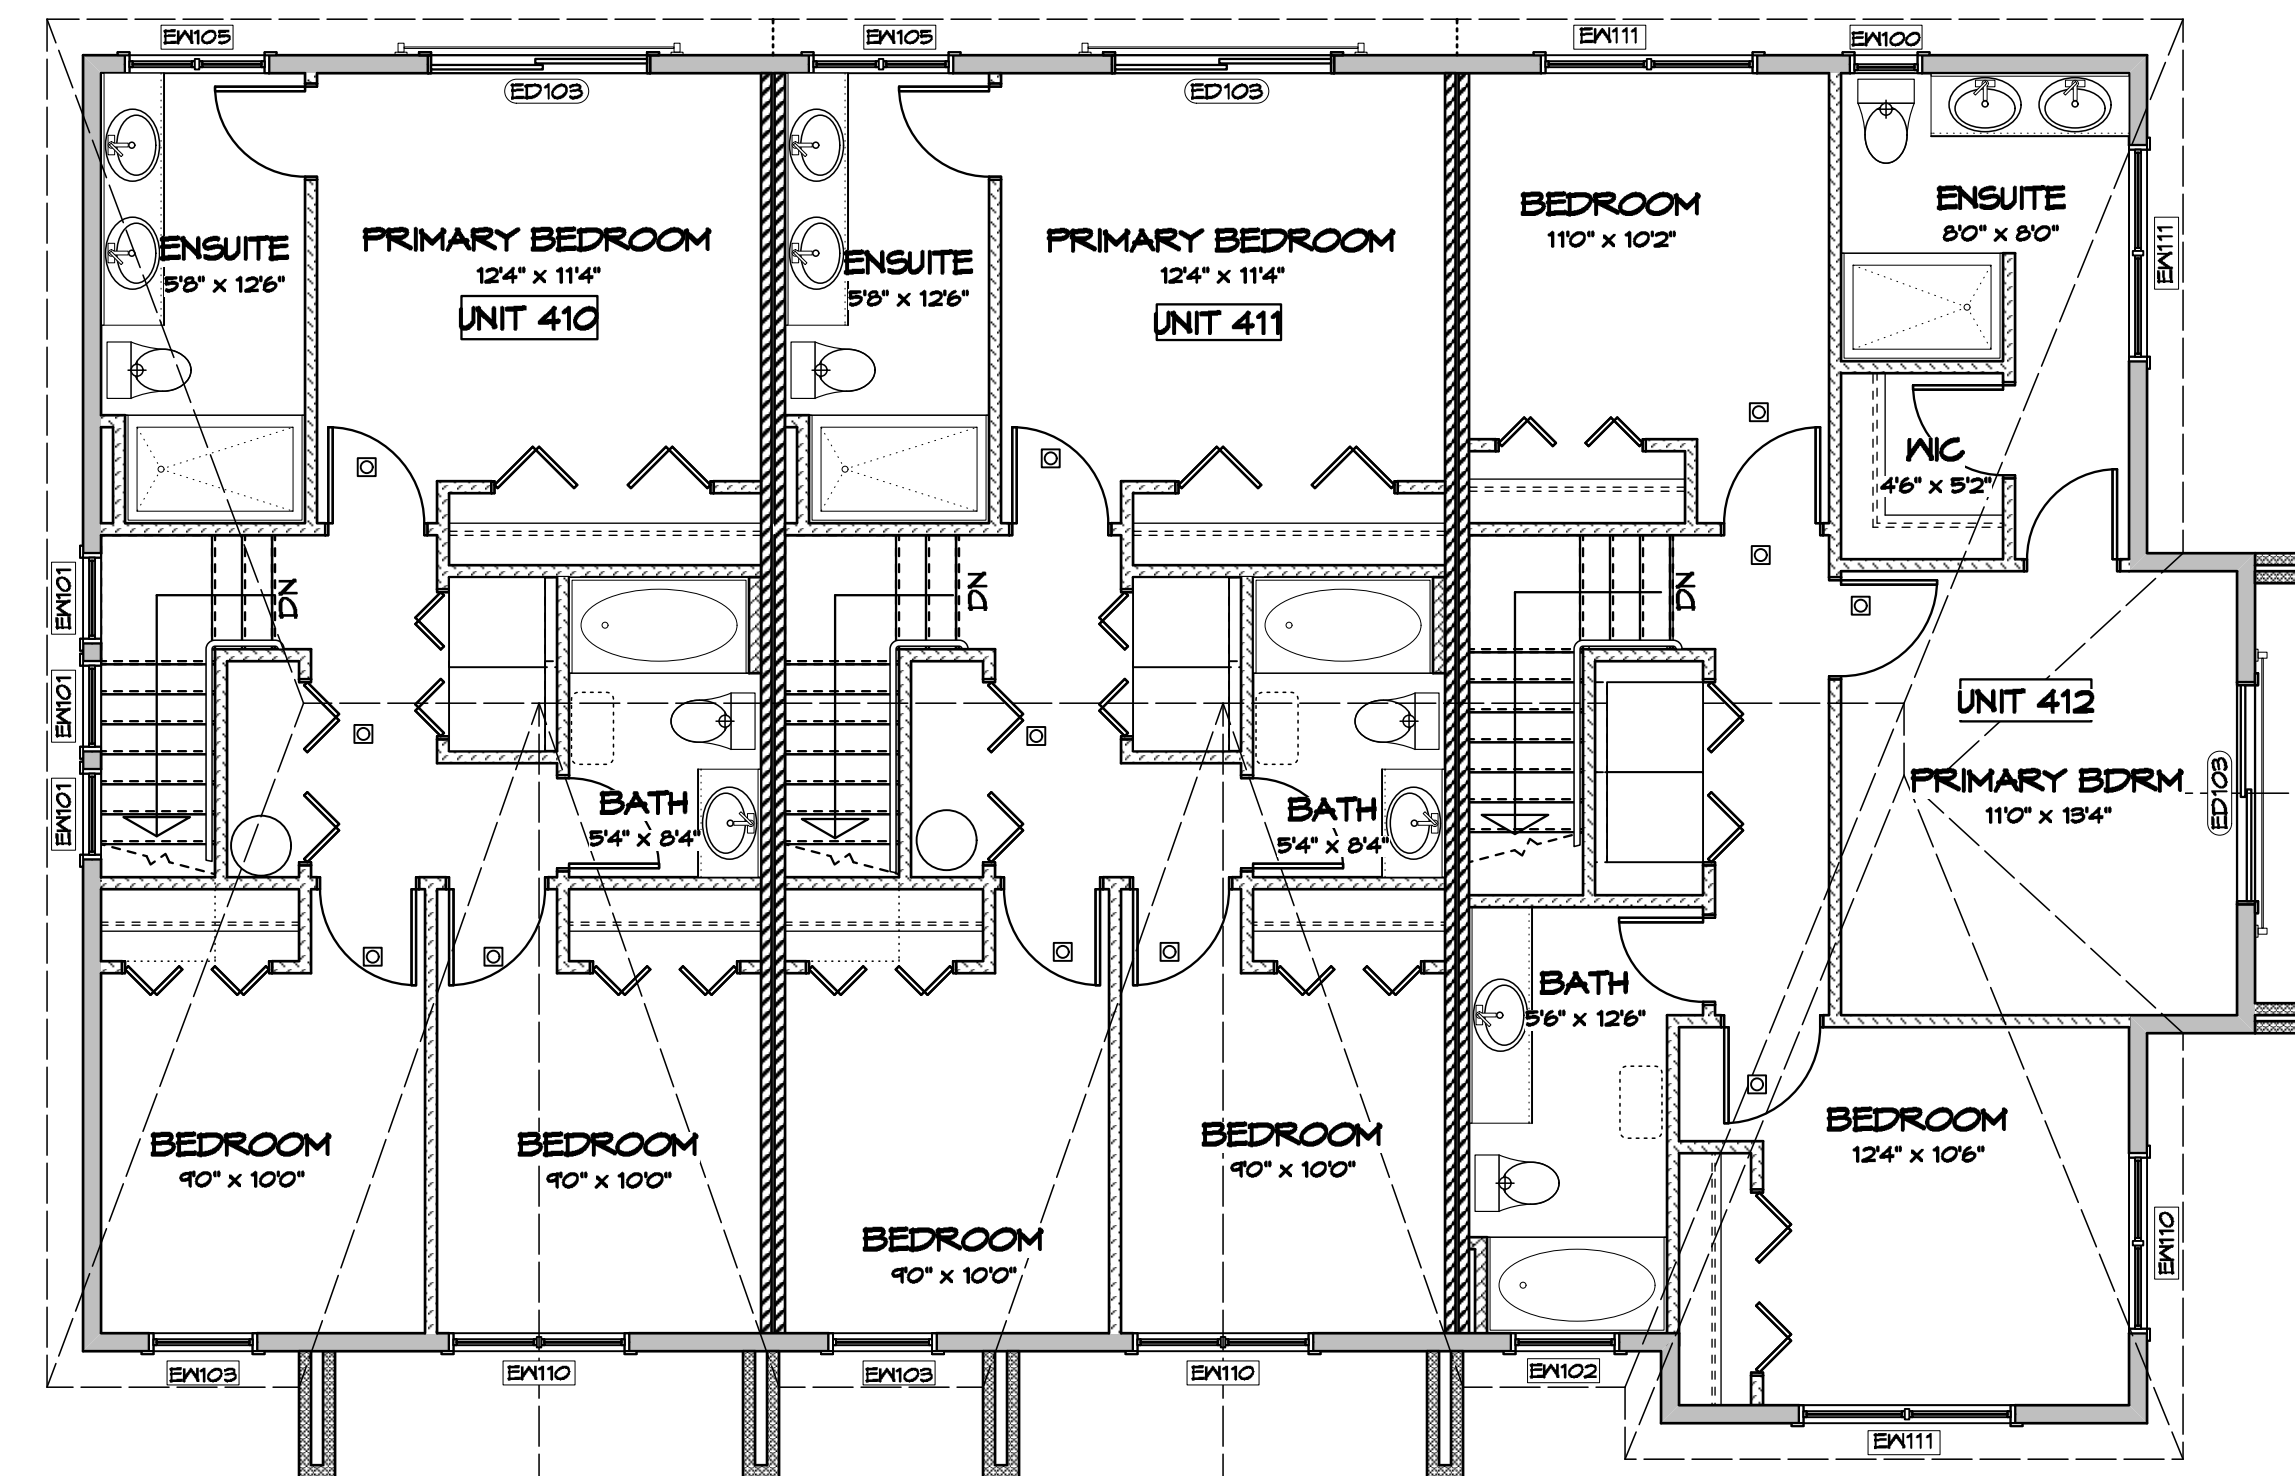 EW105
EW105
EW111
EW100
ED103
ED103
PRIMARY BEDROOM
12'4" x 11'4"
UNIT 410
ENSUITE
5'8" x 12'6"
PRIMARY BEDROOM
12'4" x 11'4"
UNIT 411
ENSUITE
5'8" x 12'6"
BEDROOM
11'0" x 10'2"
ENSUITE
8'0" x 8'0"
EW111
WIC
4'6" x 5'2"
EW101
EW101
EW101
DN
DN
DN
UNIT 412
PRIMARY BDRM
11'0" x 13'4"
ED103
BATH
5'4" x 8'4"
BATH
5'4" x 8'4"
BATH
5'6" x 12'6"
BEDROOM
9'0" x 10'0"
BEDROOM
9'0" x 10'0"
BEDROOM
9'0" x 10'0"
BEDROOM
9'0" x 10'0"
BEDROOM
12'4" x 10'6"
EW110
EW103
EW110
EW103
EW110
EW102
EW111